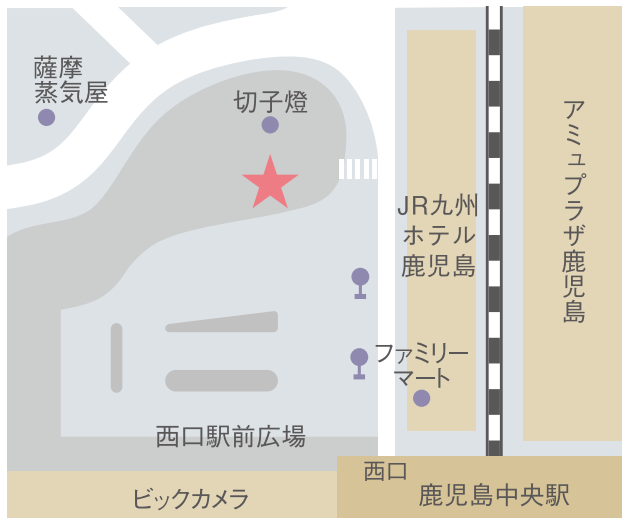 薩摩
蒸気屋
切子燈
アミュプラザ鹿児島
JR九州
ホテル
鹿児島
ファミリー
マート
西口駅前広場
西口
鹿児島中央駅
ビックカメラ